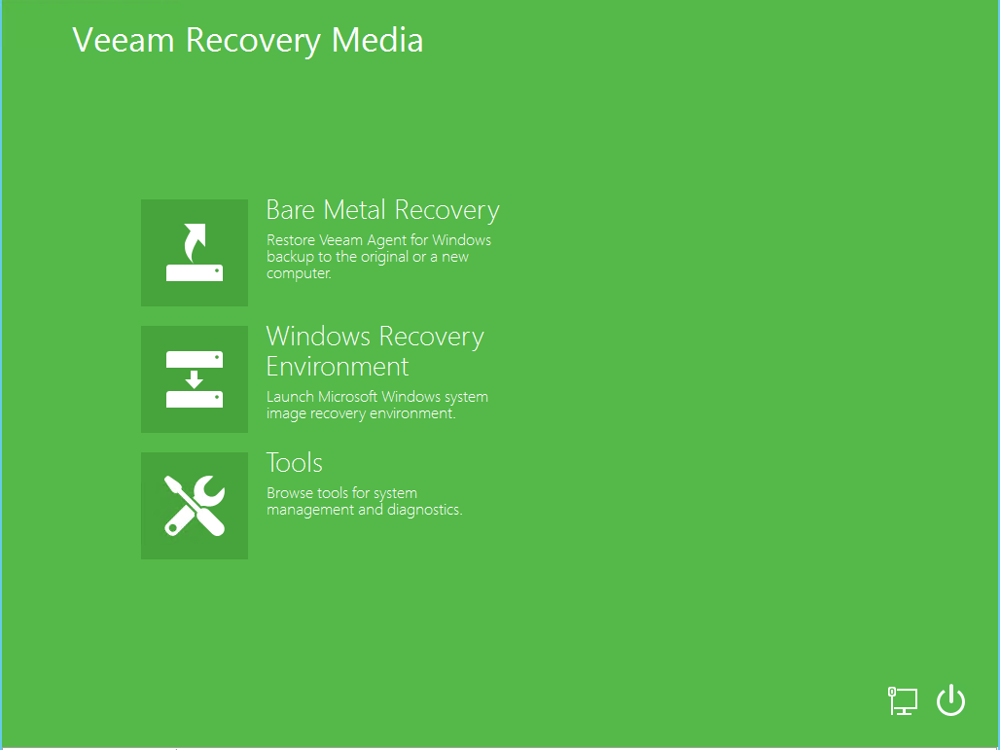 Veeam Recovery Media
Bare Metal Recovery
Restore Veeam Agent for Windows
backup to the original or a new
computer.
Windows Recovery
Environment
Launch Microsoft Windows system
image recovery environment.
Tools
Browse tools for system
management and diagnostics.